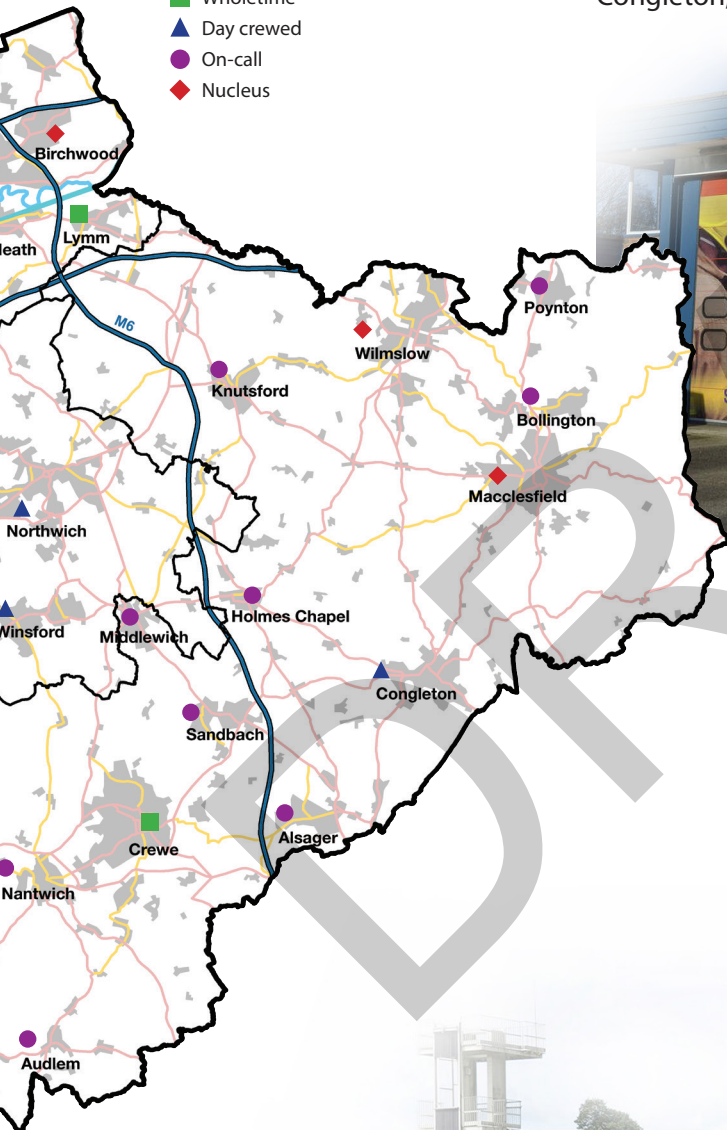 Wholetime
Congleton,
Day crewed
On-call
Nucleus
Birchwood
Lymm
eath
M6
Poynton
Wilmslow
Knutsford
Bollington
Macclesfield
Northwich
Holmes Chapel
Winsford
Middlewich
Congleton
Sandbach
Alsager
Crewe
Nantwich
Audlem